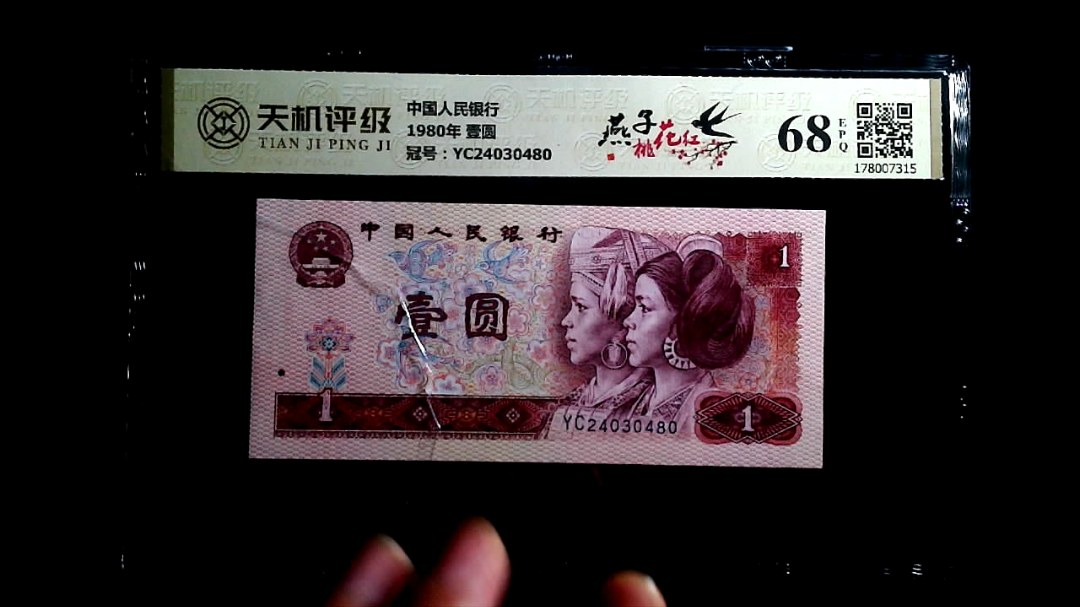 天机评级
TIAN JI PING JI
中国人民银行
1980年 壹圆
冠号：YC24030480
燕子
桃花红
68
EPQ
178007315
中国人民银行
1
壹圆
1
YC24030480
1